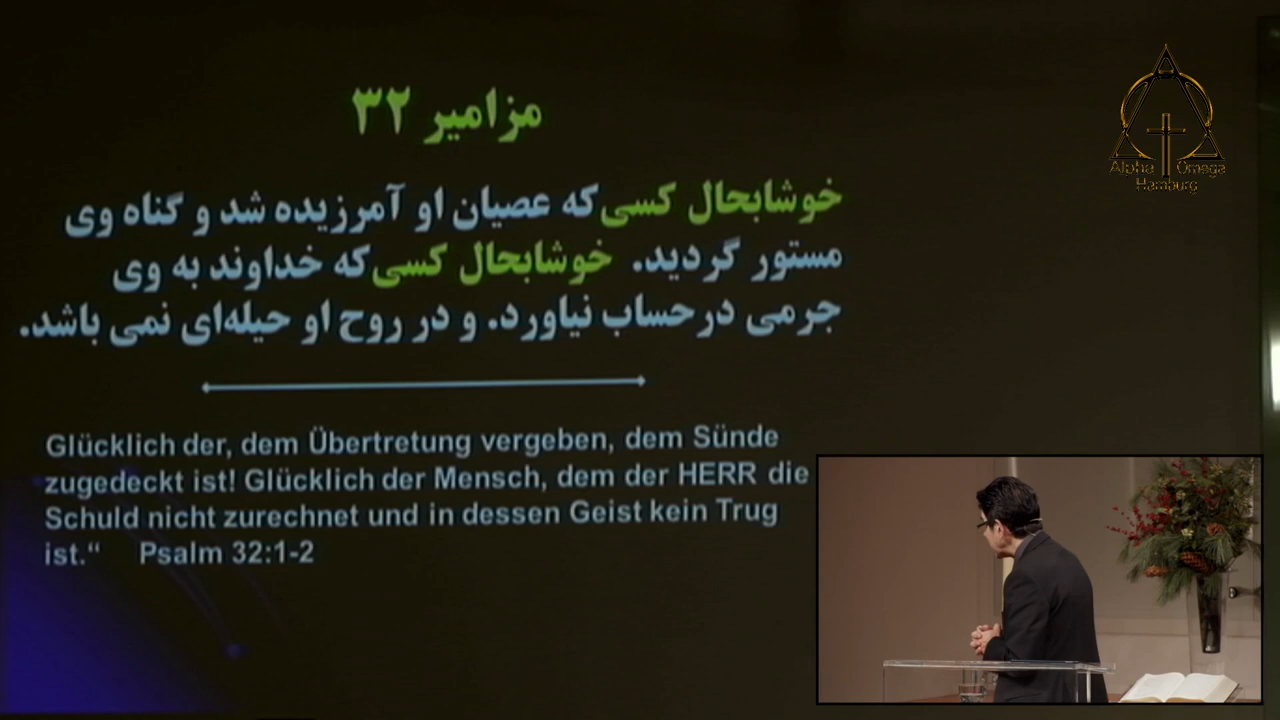 مزامیر ۳۲
خوشابحال کسی که عصیان او آمرزیده شد و گناه وی
مستور گردید. خوشابحال کسی که خداوند به وی
جرمی در حساب نیاورد. و در روح او حیله‌ای نمی باشد.
Glücklich der, dem Übertretung vergeben, dem Sünde
zugedeckt ist! Glücklich der Mensch, dem der HERR die
Schuld nicht zurechnet und in dessen Geist kein Trug
ist.“ Psalm 32:1-2
Alpha Omega
Hamburg